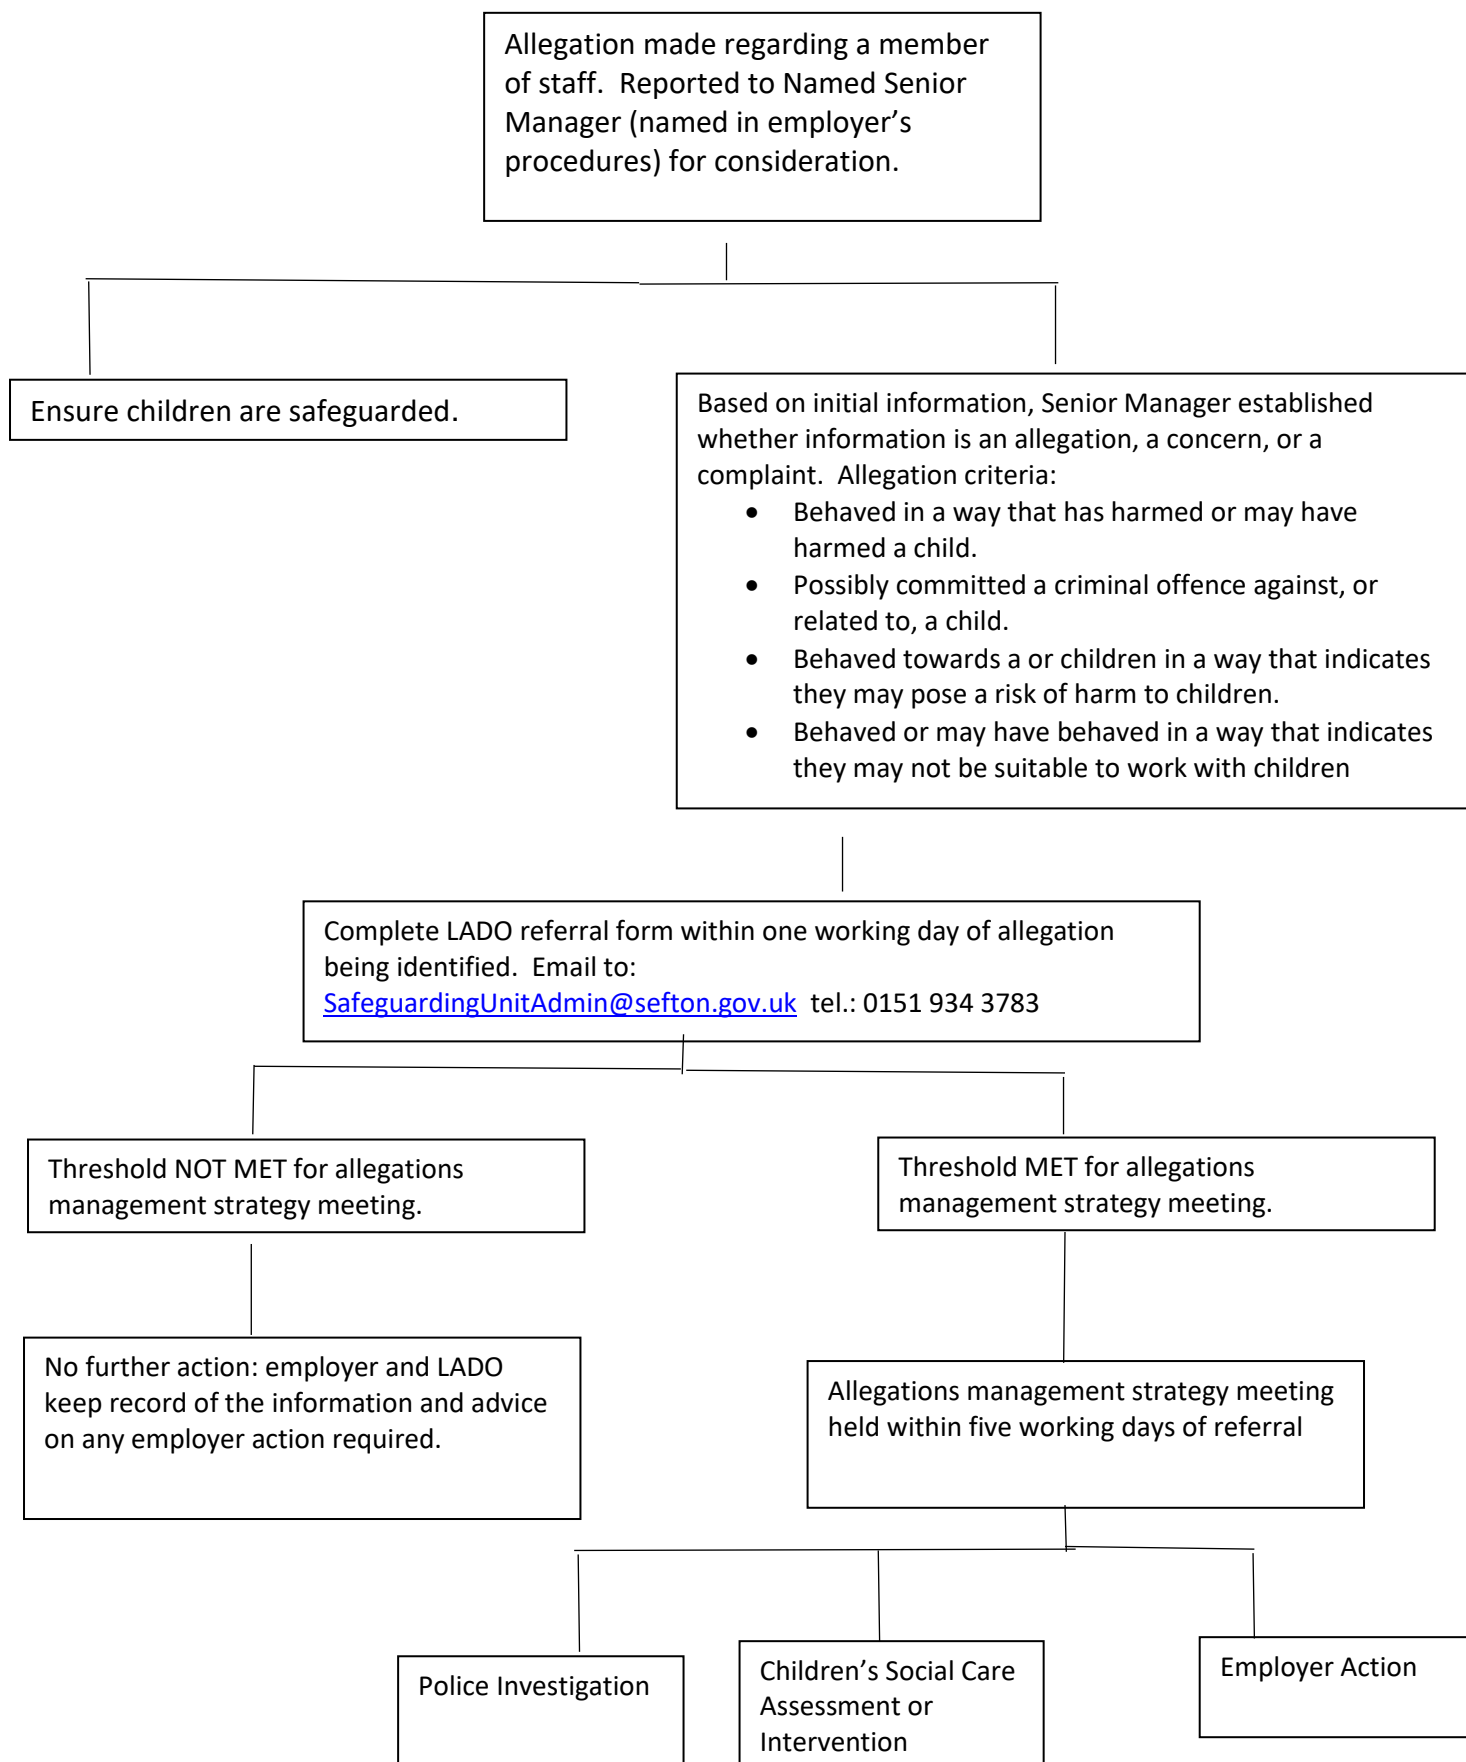 Allegation made regarding a member
of staff.  Reported to Named Senior
Manager (named in employer’s
procedures) for consideration.
Ensure children are safeguarded.
Based on initial information, Senior Manager established
whether information is an allegation, a concern, or a
complaint.  Allegation criteria:
• Behaved in a way that has harmed or may have
harmed a child.
• Possibly committed a criminal offence against, or
related to, a child.
• Behaved towards a or children in a way that indicates
they may pose a risk of harm to children.
• Behaved or may have behaved in a way that indicates
they may not be suitable to work with children
Complete LADO referral form within one working day of allegation
being identified.  Email to:
SafeguardingUnitAdmin@sefton.gov.uk  tel.: 0151 934 3783
Threshold NOT MET for allegations
management strategy meeting.
Threshold MET for allegations
management strategy meeting.
No further action: employer and LADO
keep record of the information and advice
on any employer action required.
Allegations management strategy meeting
held within five working days of referral
Police Investigation
Children’s Social Care
Assessment or
Intervention
Employer Action